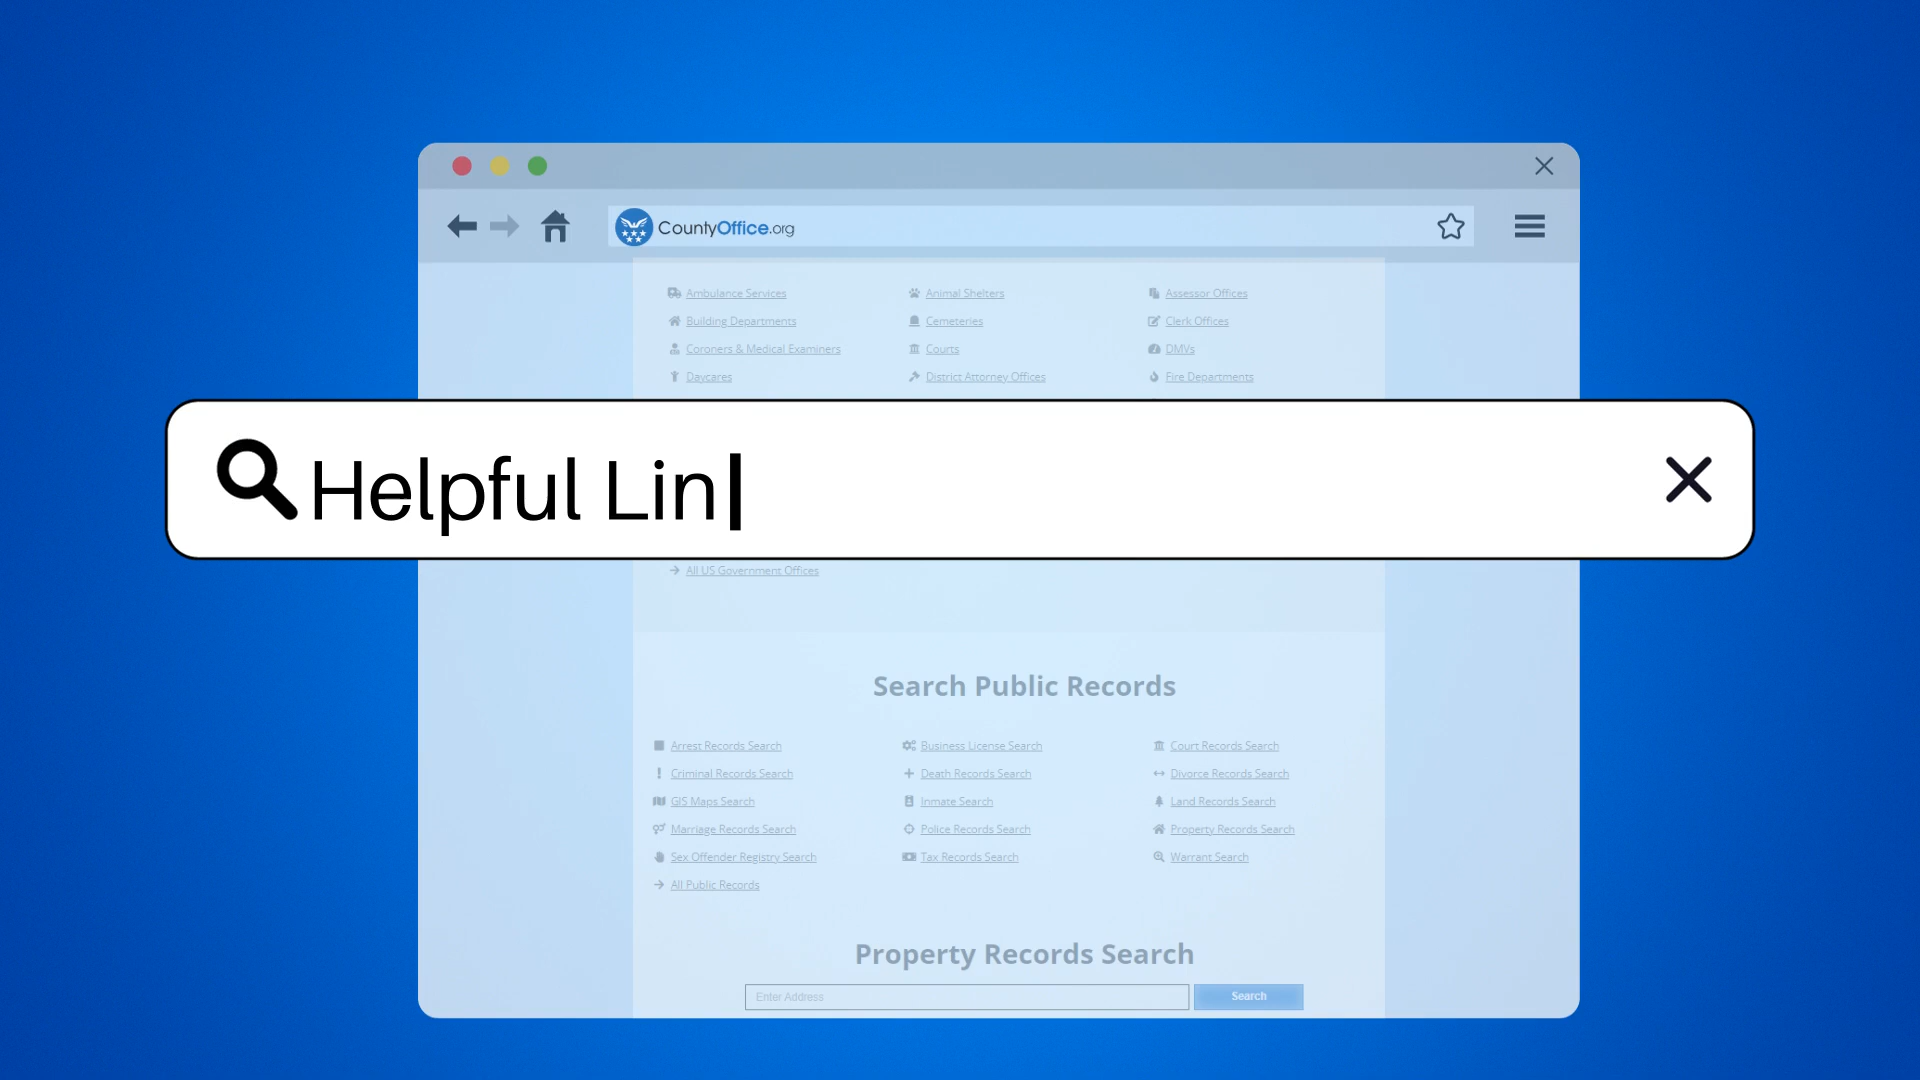 CountyOffice.org
Ambulance Services Animal Shelters Assessor Offices
Building Departments Cemeteries Clerk Offices
Coroners & Medical Examiners Courts DMVs
Daycares District Attorney Offices Fire Departments
Helpful Lin
All US Government Offices
Search Public Records
Arrest Records Search Business License Search Court Records Search
Criminal Records Search Death Records Search Divorce Records Search
GIS Maps Search Inmate Search Land Records Search
Marriage Records Search Police Records Search Property Records Search
Sex Offender Registry Search Tax Records Search Warrant Search
All Public Records
Property Records Search
Enter Address Search